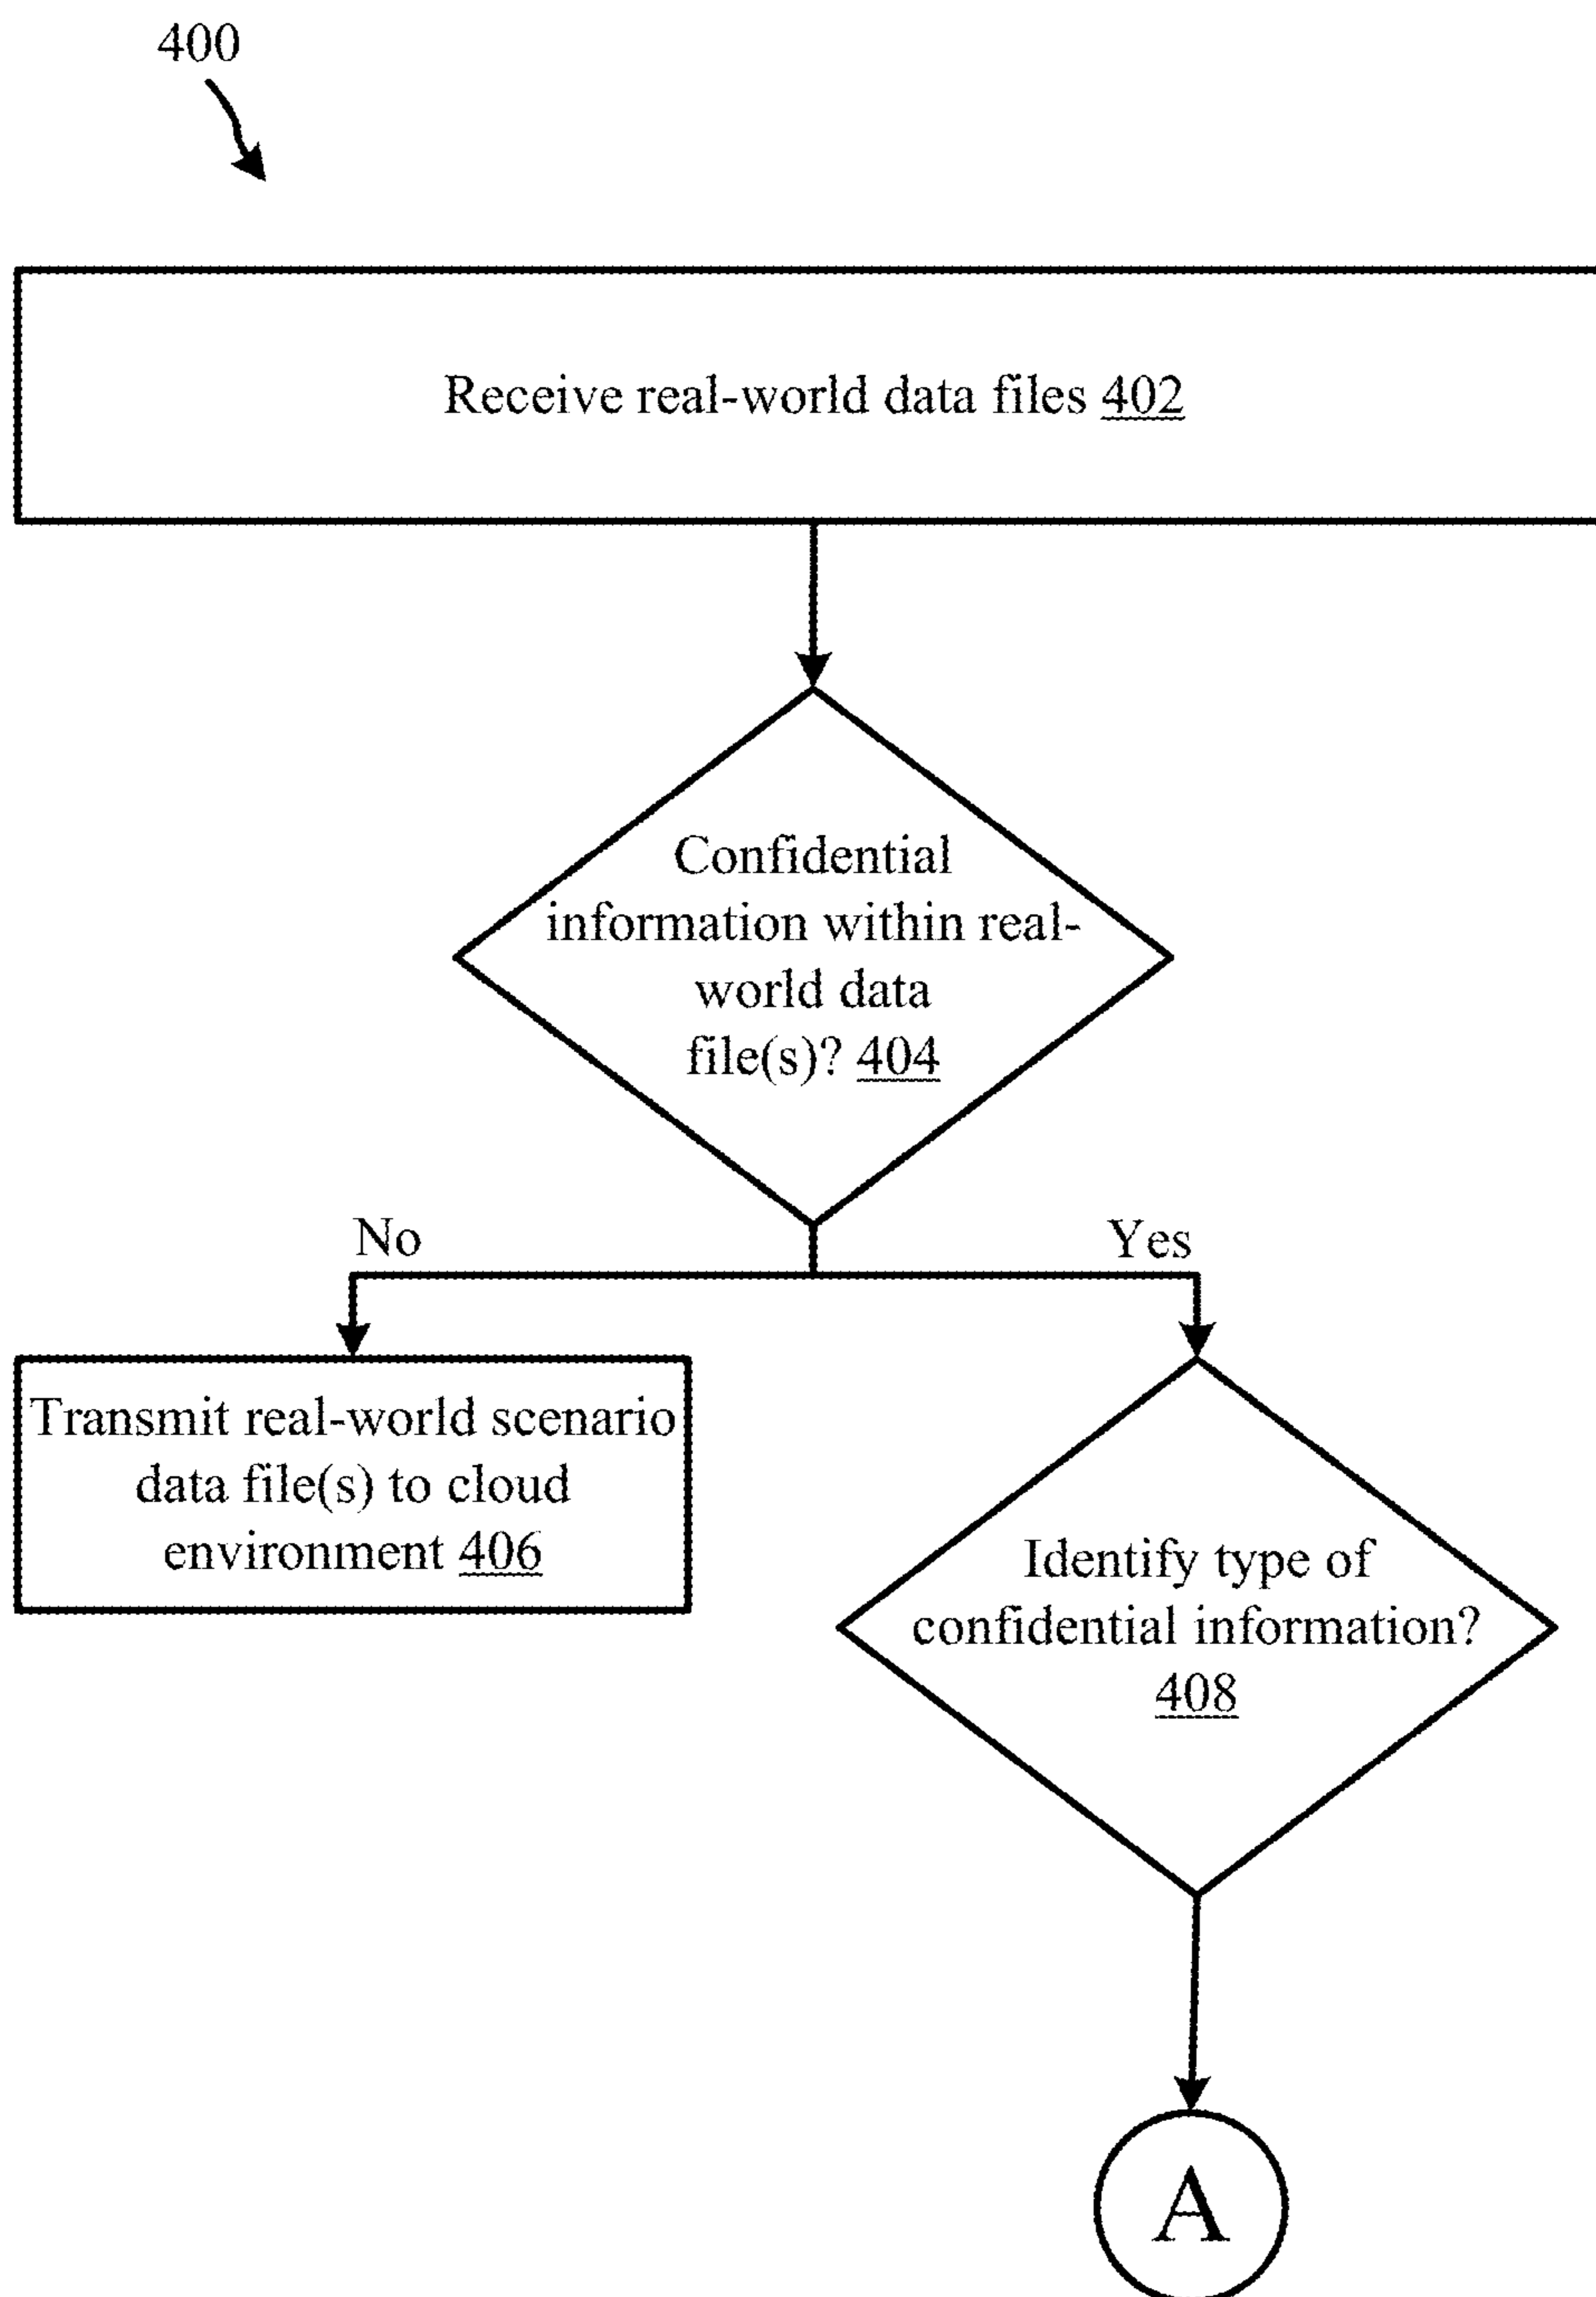 400
Receive real-world data files 402
Confidential
information within real-
world data
file(s)? 404
No
Yes
Transmit real-world scenario
data file(s) to cloud
environment 406
Identify type of
confidential information?
408
A